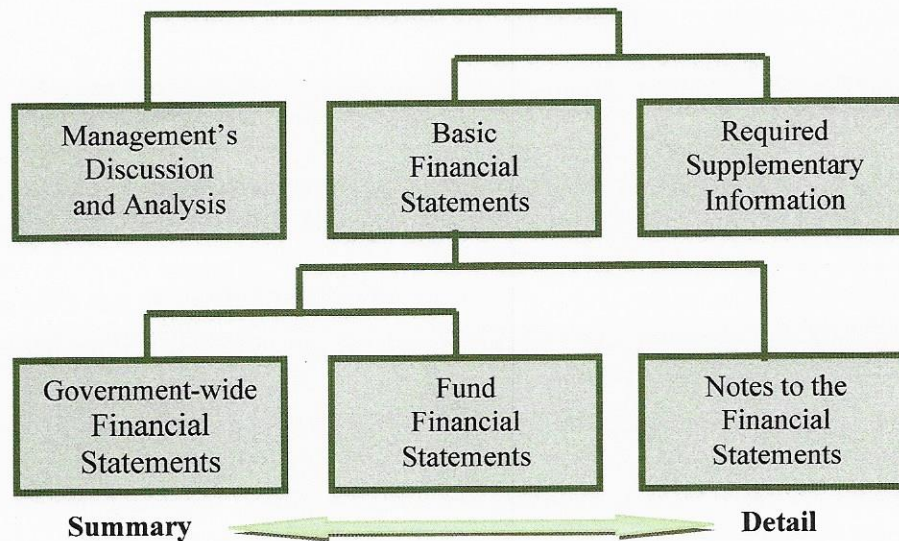 Management's
Discussion
and Analysis
Basic
Financial
Statements
Required
Supplementary
Information
Government-wide
Financial
Statements
Fund
Financial
Statements
Notes to the
Financial
Statements
Summary
Detail